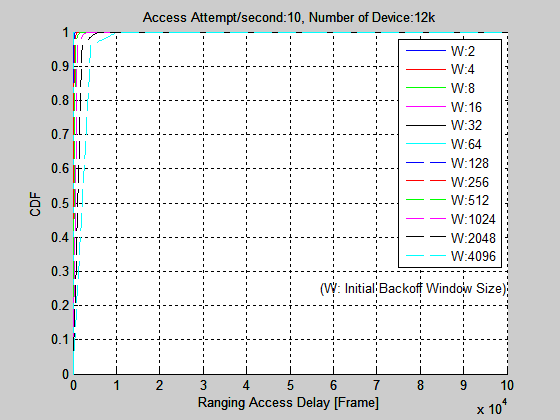 Access Attempt/second:10, Number of Device:12k
1
0.9
0.8
0.7
0.6
0.5
0.4
0.3
0.2
0.1
0
CDF
W:2
W:4
W:8
W:16
W:32
W:64
W:128
W:256
W:512
W:1024
W:2048
W:4096
(W: Initial Backoff Window Size)
0 1 2 3 4 5 6 7 8 9 10
Ranging Access Delay [Frame]
x 10^4